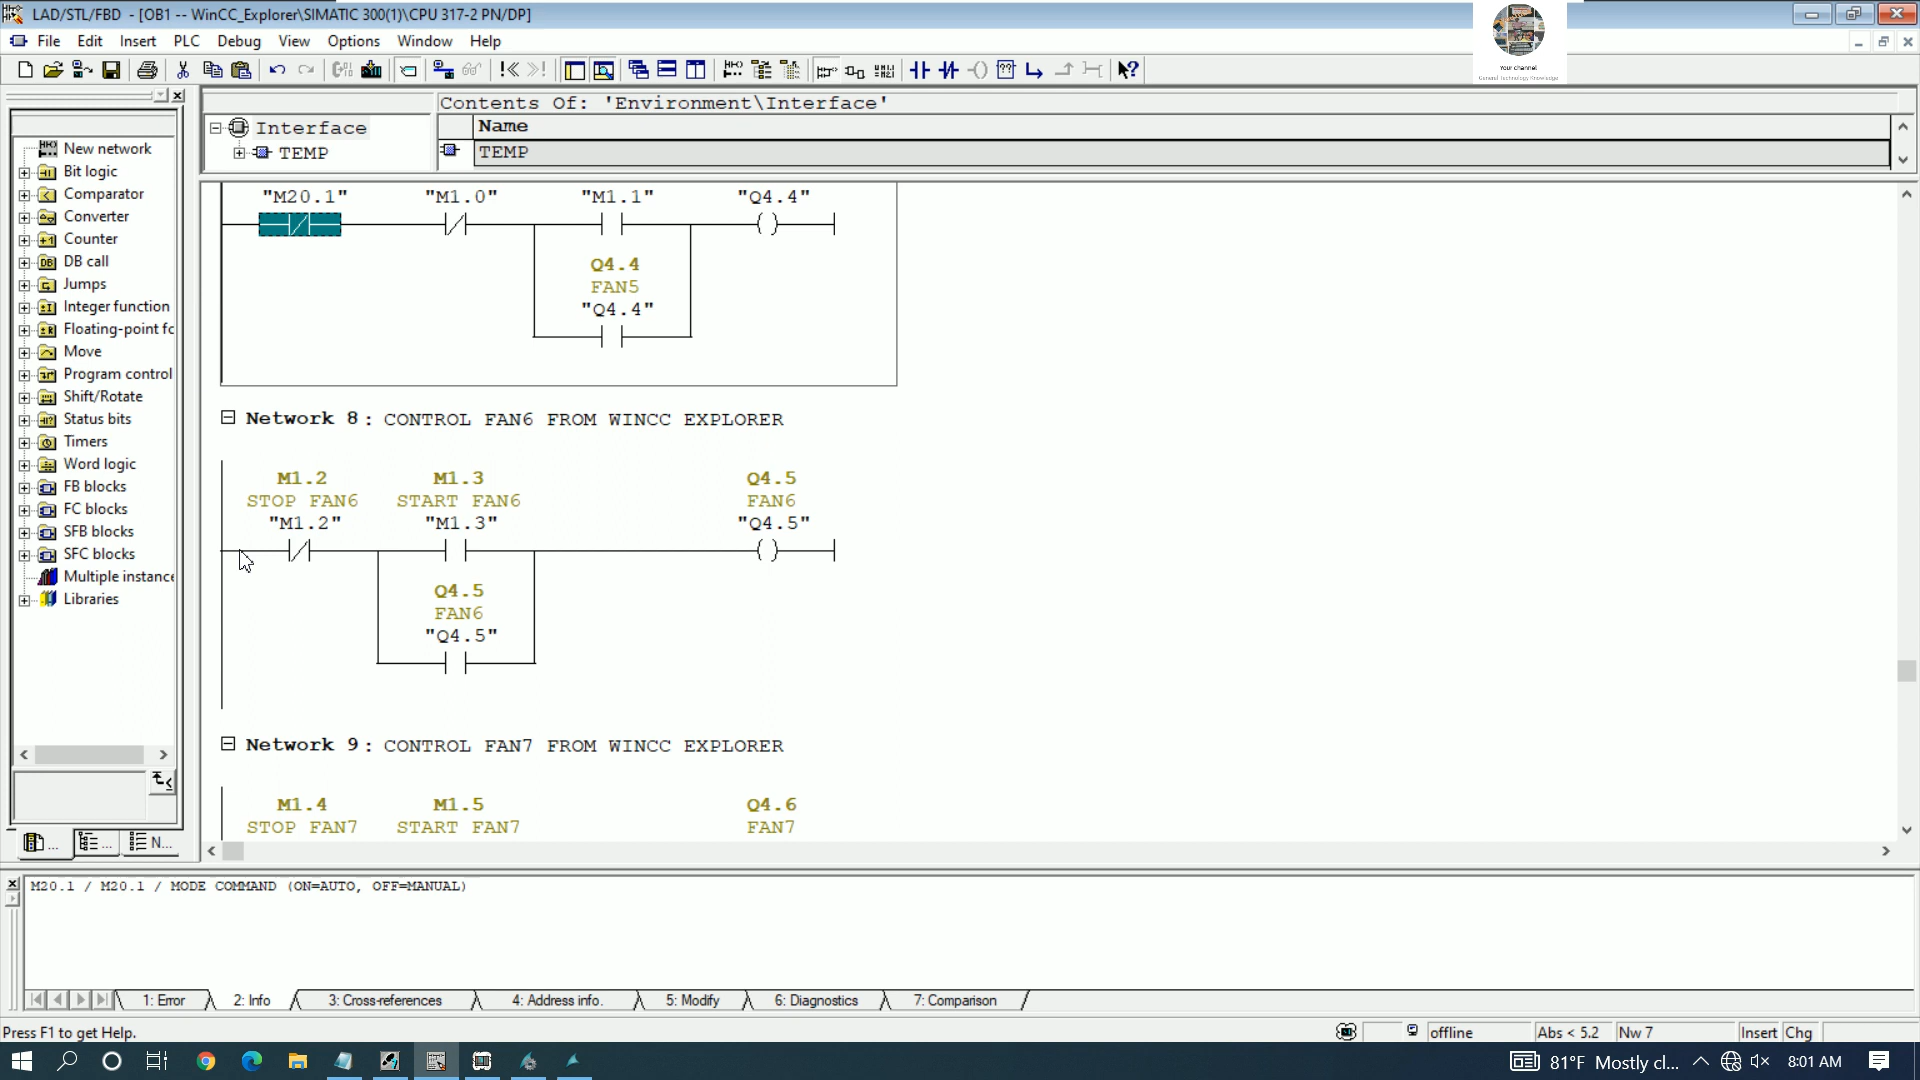 LAD/STL/FBD - [OB1 -- WinCC_Explorer\SIMATIC 300(1)\CPU 317-2 PN/DP]
File Edit Insert PLC Debug View Options Window Help
Your channel
General Technology Knowledge
Contents Of: 'Environment\Interface'
Interface
Name
TEMP
TEMP
New network
Bit logic
Comparator
Converter
Counter
DB call
Jumps
Integer function
Floating-point fc
Move
Program control
Shift/Rotate
Status bits
Timers
Word logic
FB blocks
FC blocks
SFB blocks
SFC blocks
Multiple instance
Libraries
... ... N...
"M20.1" "M1.0" "M1.1" "Q4.4"
Q4.4
FAN5
"Q4.4"
Network 8: CONTROL FAN6 FROM WINCC EXPLORER
M1.2 M1.3 Q4.5
STOP FAN6 START FAN6 FAN6
"M1.2" "M1.3" "Q4.5"
Q4.5
FAN6
"Q4.5"
Network 9: CONTROL FAN7 FROM WINCC EXPLORER
M1.4 M1.5 Q4.6
STOP FAN7 START FAN7 FAN7
M20.1 / M20.1 / MODE COMMAND (ON=AUTO, OFF=MANUAL)
1: Error 2: Info 3: Cross-references 4: Address info. 5: Modify 6: Diagnostics 7: Comparison
Press F1 to get Help.
offline Abs < 5.2 Nw 7 Insert Chg
81°F Mostly cl... 8:01 AM